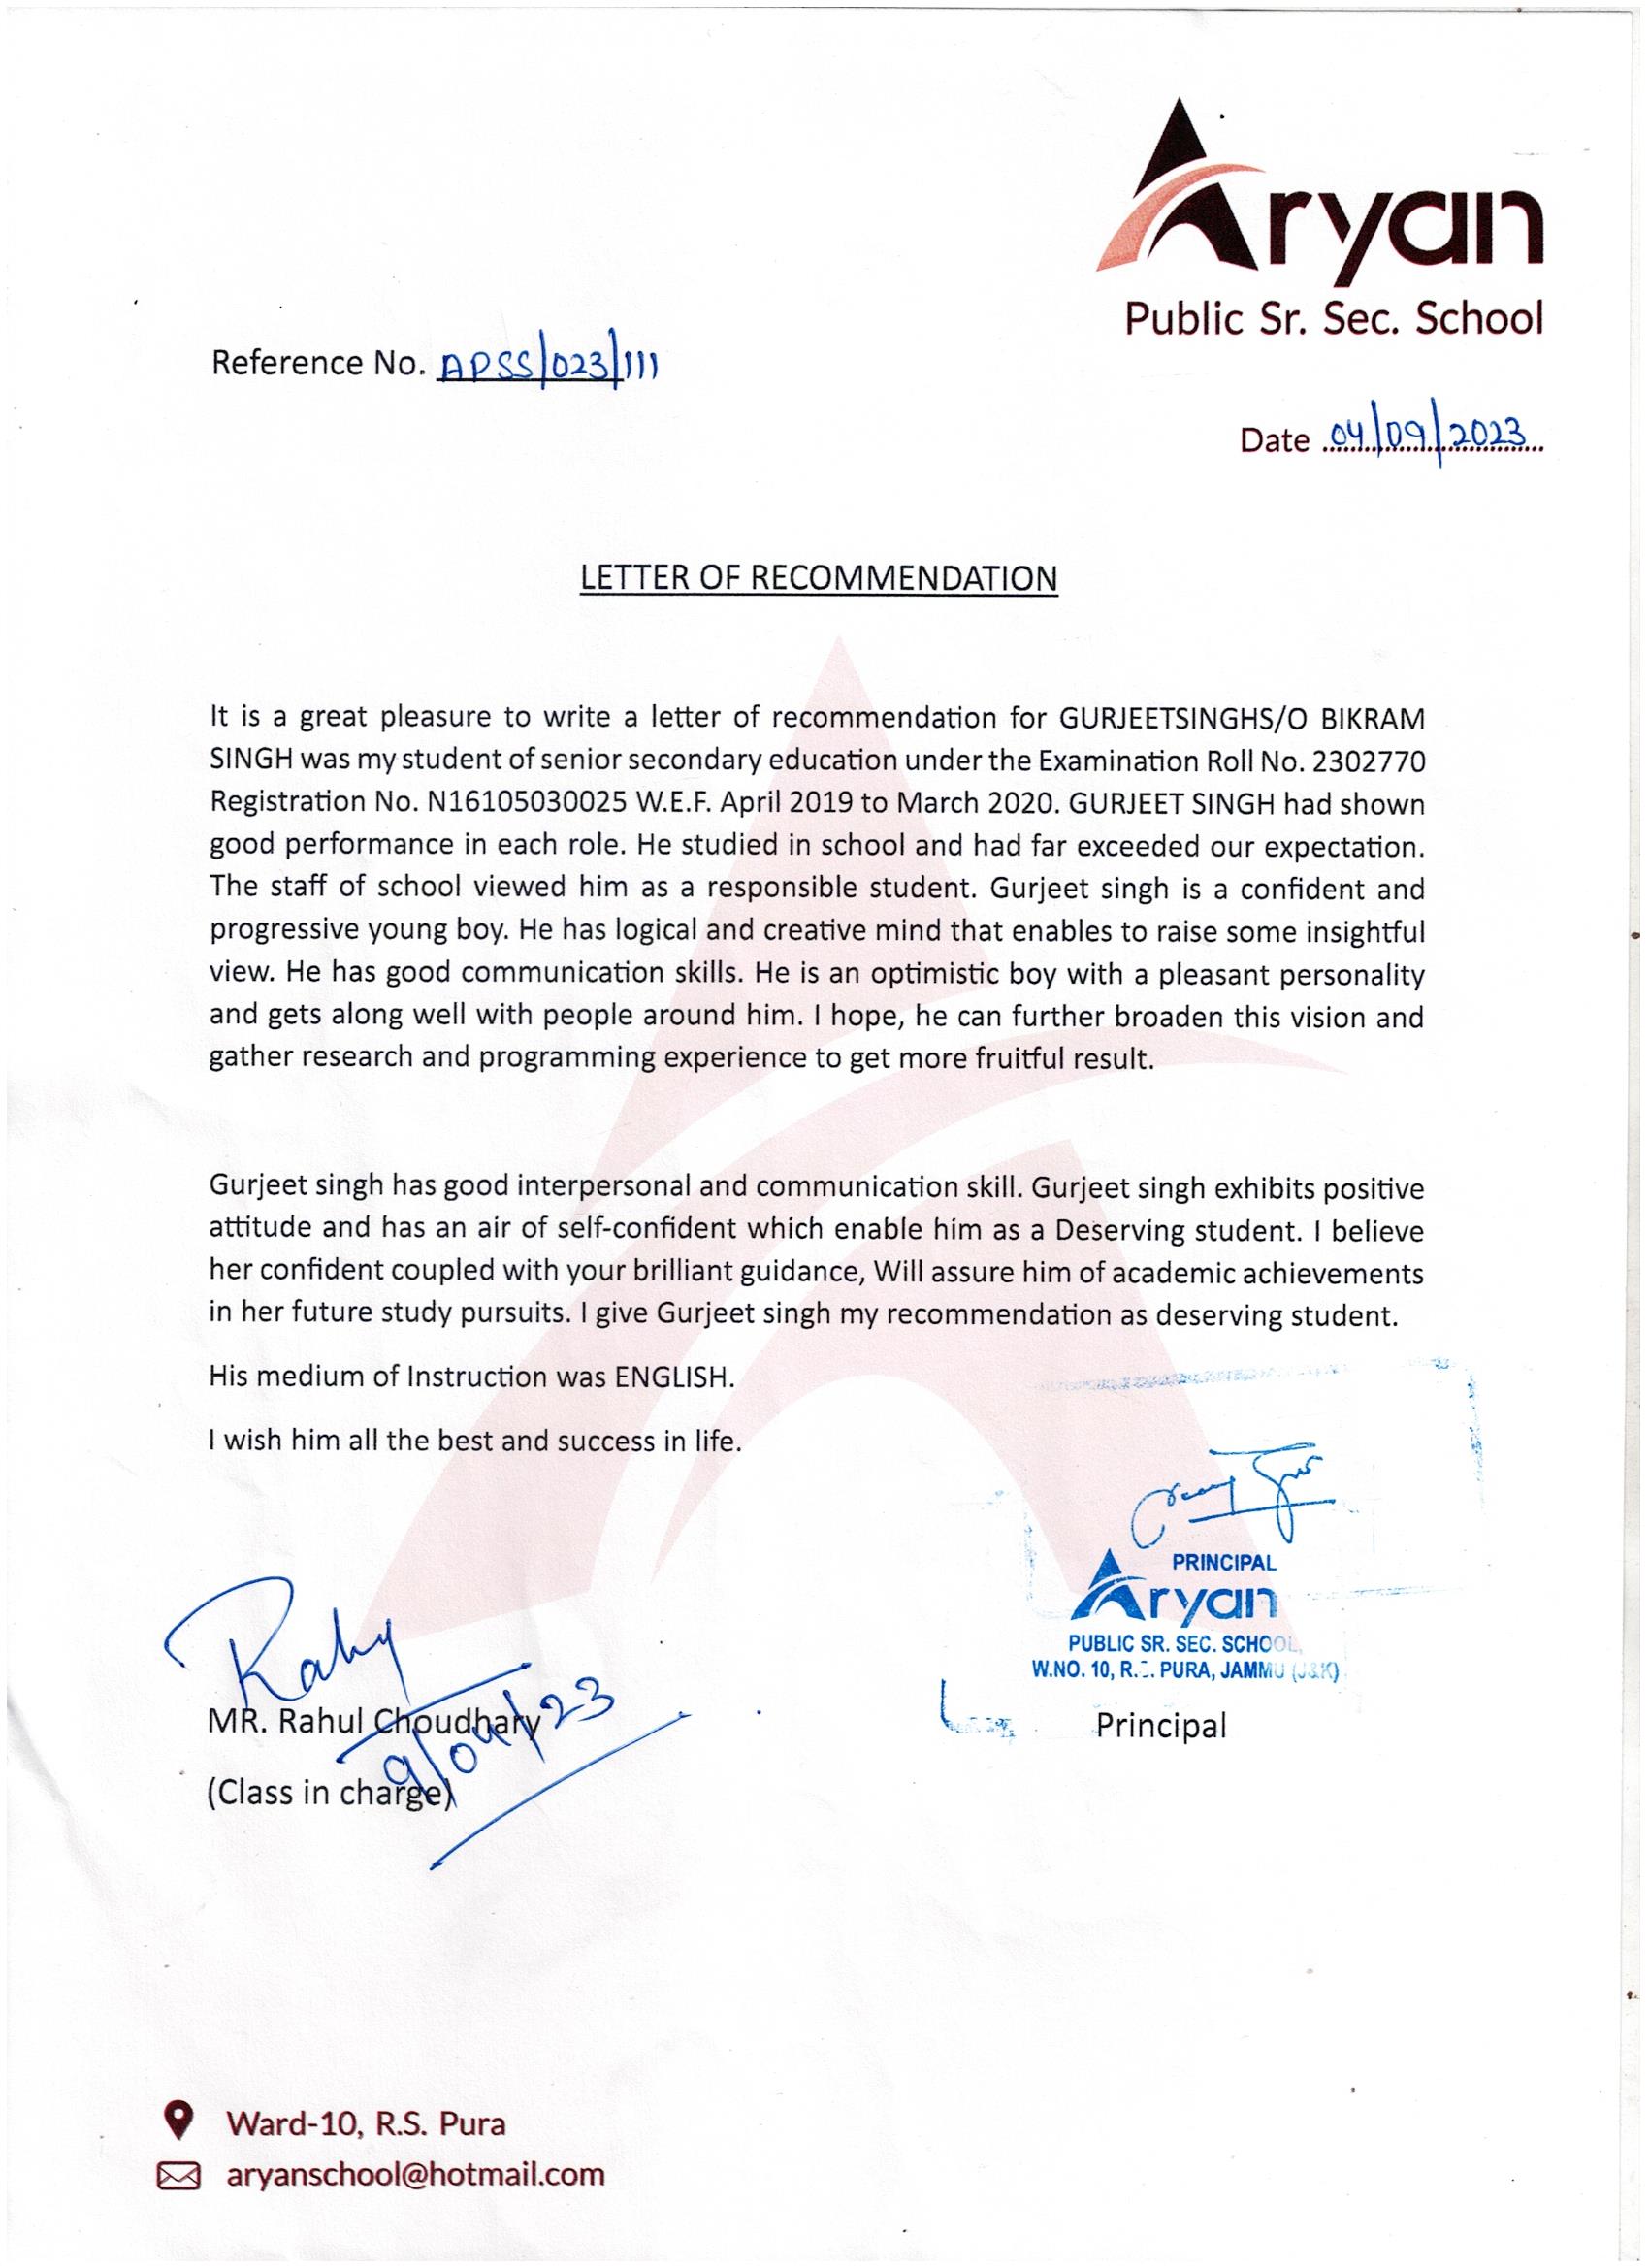 Aryan
Public Sr. Sec. School
Reference No. APSS/023/111
Date 04/09/2023
LETTER OF RECOMMENDATION
It is a great pleasure to write a letter of recommendation for GURJEETSINGHS/O BIKRAM
SINGH was my student of senior secondary education under the Examination Roll No. 2302770
Registration No. N16105030025 W.E.F. April 2019 to March 2020. GURJEET SINGH had shown
good performance in each role. He studied in school and had far exceeded our expectation.
The staff of school viewed him as a responsible student. Gurjeet singh is a confident and
progressive young boy. He has logical and creative mind that enables to raise some insightful
view. He has good communication skills. He is an optimistic boy with a pleasant personality
and gets along well with people around him. I hope, he can further broaden this vision and
gather research and programming experience to get more fruitful result.
Gurjeet singh has good interpersonal and communication skill. Gurjeet singh exhibits positive
attitude and has an air of self-confident which enable him as a Deserving student. I believe
her confident coupled with your brilliant guidance, Will assure him of academic achievements
in her future study pursuits. I give Gurjeet singh my recommendation as deserving student.
His medium of Instruction was ENGLISH.
I wish him all the best and success in life.
PRINCIPAL
Aryan
PUBLIC SR. SEC. SCHOOL,
W.NO. 10, R.S. PURA, JAMMU (J&K)
Principal
MR. Rahul Choudhary
9/04/23
(Class in charge)
Ward-10, R.S. Pura
aryanschool@hotmail.com